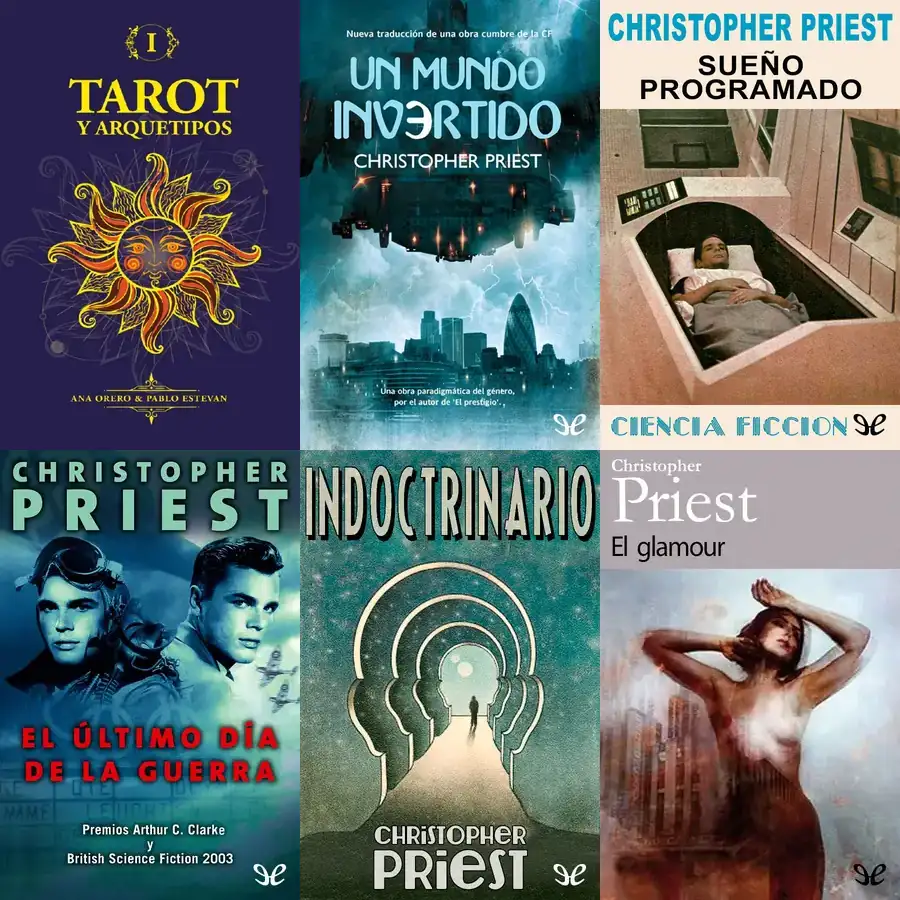 I
TAROT
Y ARQUETIPOS
ANA ORERO & PABLO ESTEVAN
Nueva traducción de una obra cumbre de la CF
UN MUNDO
INVERTIDO
CHRISTOPHER PRIEST
Una obra paradigmática del género,
por el autor de 'El prestigio'.
CHRISTOPHER PRIEST
SUEÑO
PROGRAMADO
CIENCIA FICCION
CHRISTOPHER
PRIEST
EL ÚLTIMO DÍA
DE LA GUERRA
Premios Arthur C. Clarke
y
British Science Fiction 2003
INDOCTRINARIO
CHRISTOPHER
PRIEST
Christopher
Priest
El glamour